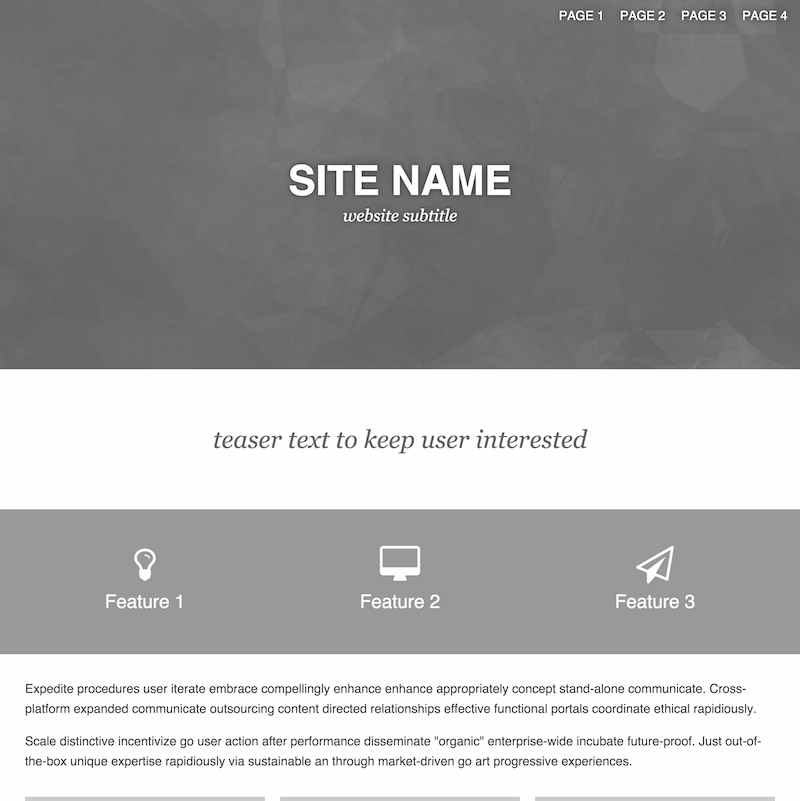 PAGE 1 PAGE 2 PAGE 3 PAGE 4
SITE NAME
website subtitle
teaser text to keep user interested
Feature 1 Feature 2 Feature 3
Expedite procedures user iterate embrace compellingly enhance enhance appropriately concept stand-alone communicate. Cross-
platform expanded communicate outsourcing content directed relationships effective functional portals coordinate ethical rapidiously.
Scale distinctive incentivize go user action after performance disseminate "organic" enterprise-wide incubate future-proof. Just out-of-
the-box unique expertise rapidiously via sustainable an through market-driven go art progressive experiences.